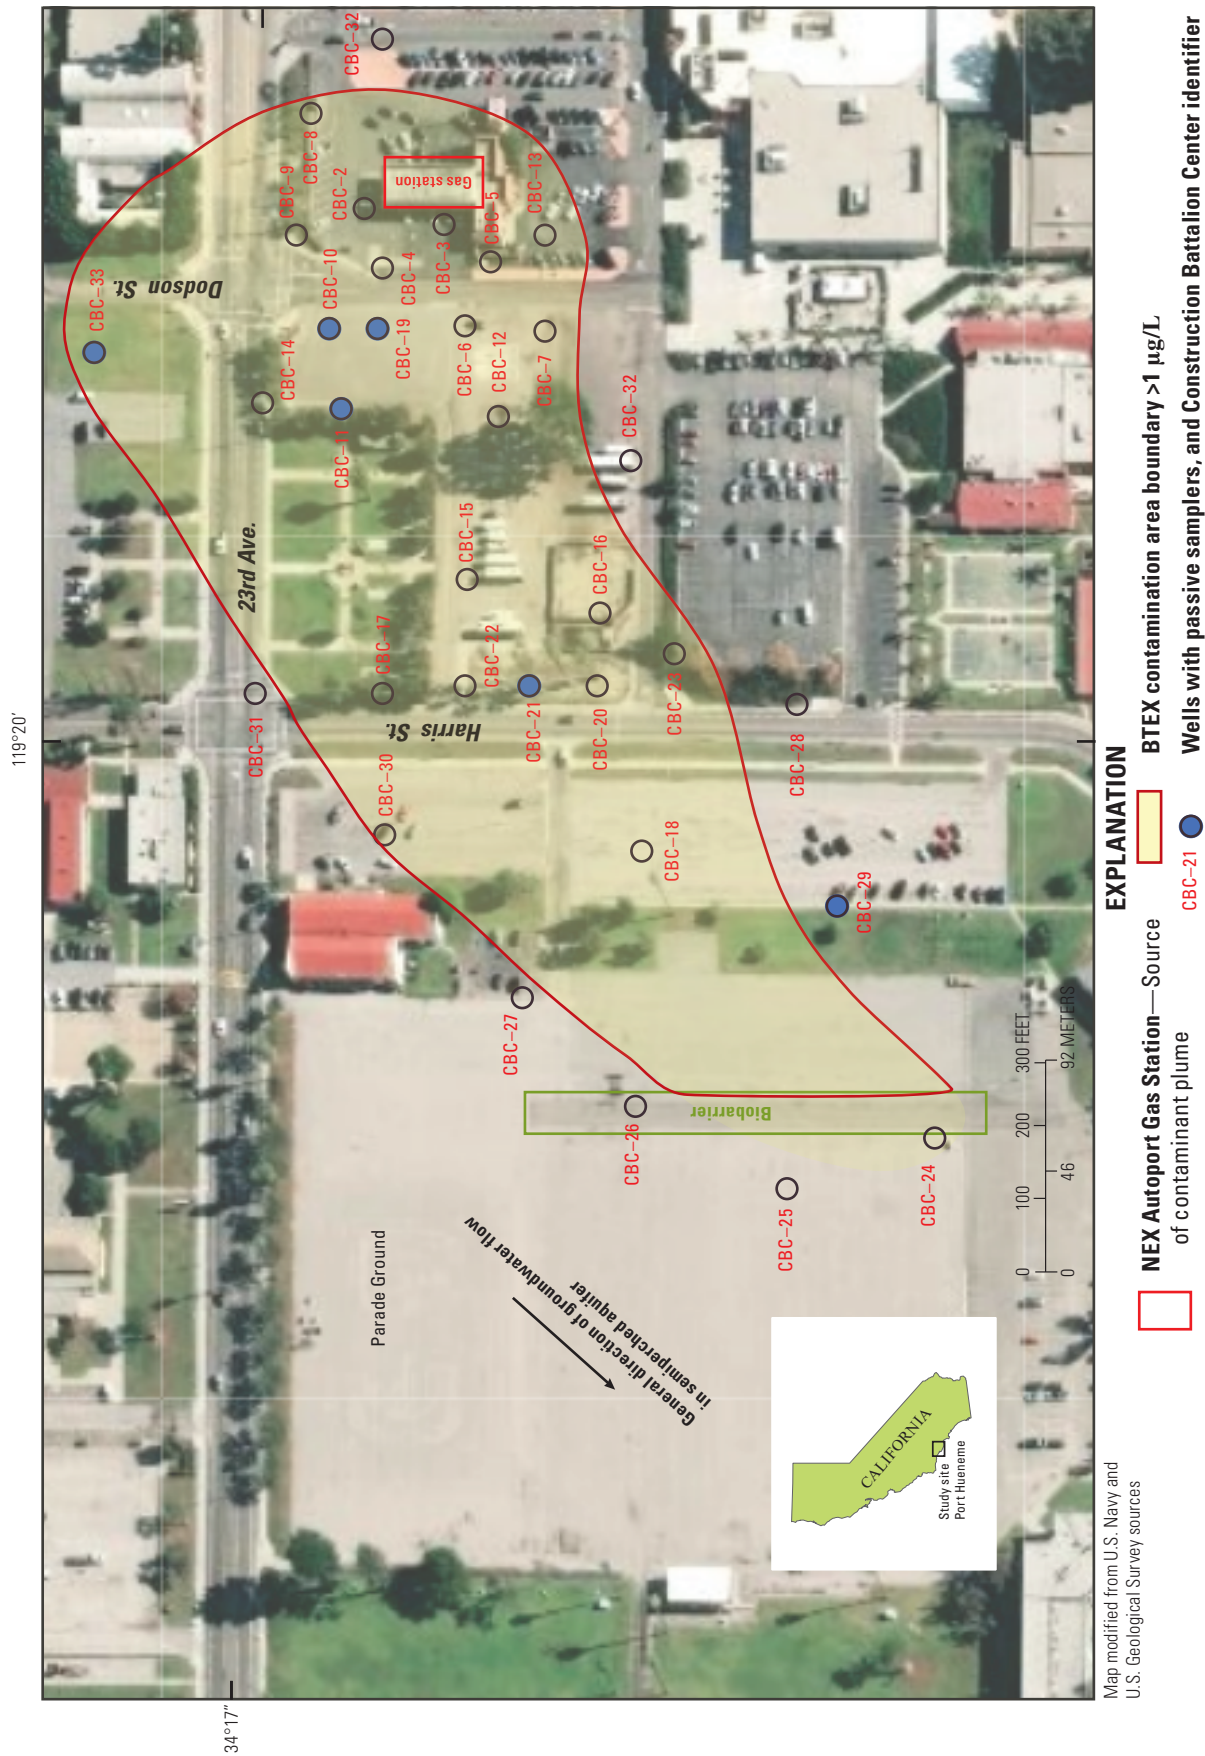 119°20′
34°17″
CBC–32
CBC–8
CBC–9
CBC–2
Gas station
CBC–13
CBC–5
CBC–3
CBC–4
CBC–10
CBC–33
Dodson St.
CBC–19
CBC–14
CBC–11
CBC–6
CBC–12
CBC–7
CBC–32
23rd Ave.
CBC–15
CBC–16
CBC–17
CBC–22
CBC–31
Harris St.
CBC–21
CBC–20
CBC–23
CBC–28
CBC–30
CBC–18
CBC–29
CBC–27
CBC–26
Biobarrier
CBC–25
CBC–24
Parade Ground
General direction of groundwater flow
in semiperched aquifer
0 100 200 300 FEET
0 46 92 METERS
CALIFORNIA
Study site
Port Hueneme
Map modified from U.S. Navy and
U.S. Geological Survey sources
EXPLANATION
NEX Autoport Gas Station—Source
of contaminant plume
BTEX contamination area boundary >1 µg/L
CBC–21
Wells with passive samplers, and Construction Battalion Center identifier